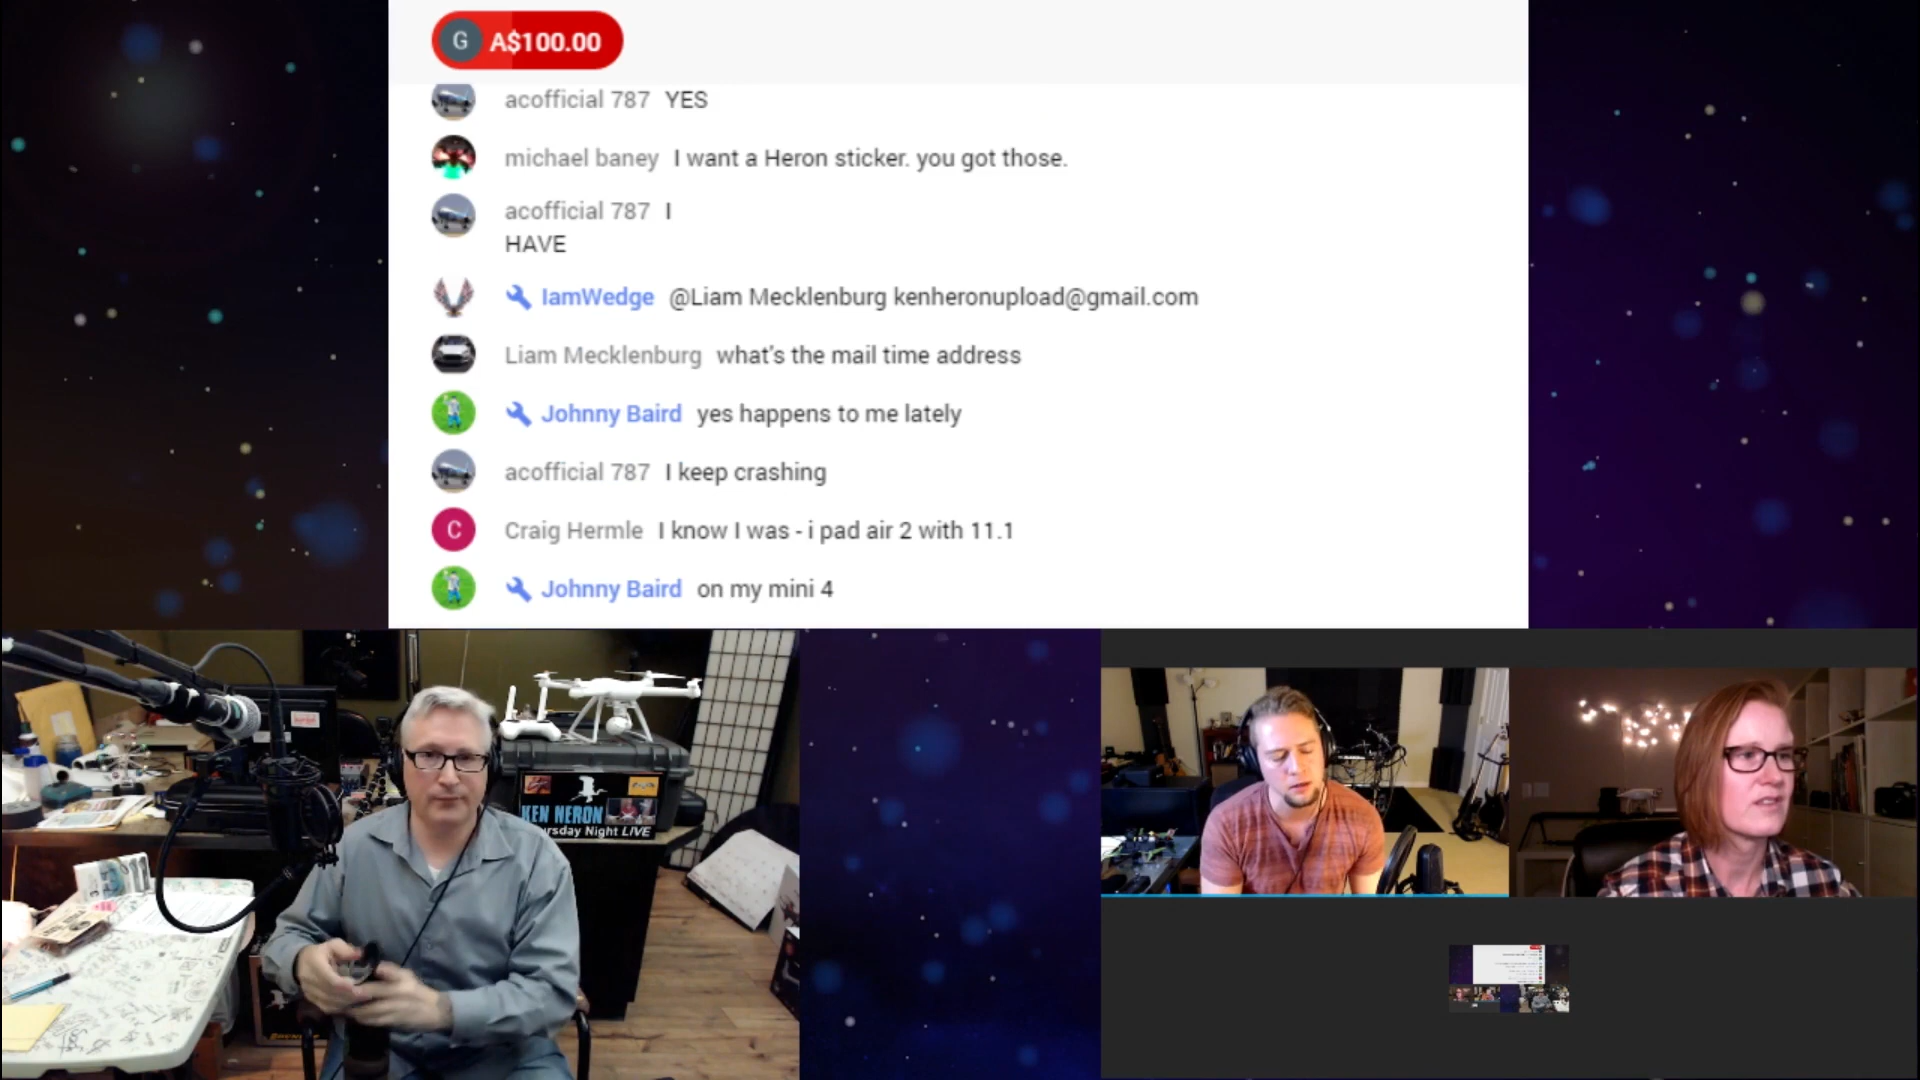 G A$100.00
acofficial 787 YES
michael baney I want a Heron sticker. you got those.
acofficial 787 I
HAVE
IamWedge @Liam Mecklenburg kenheronupload@gmail.com
Liam Mecklenburg what's the mail time address
Johnny Baird yes happens to me lately
acofficial 787 I keep crashing
C Craig Hermle I know I was - i pad air 2 with 11.1
Johnny Baird on my mini 4
KEN HERON
ursday Night LIVE